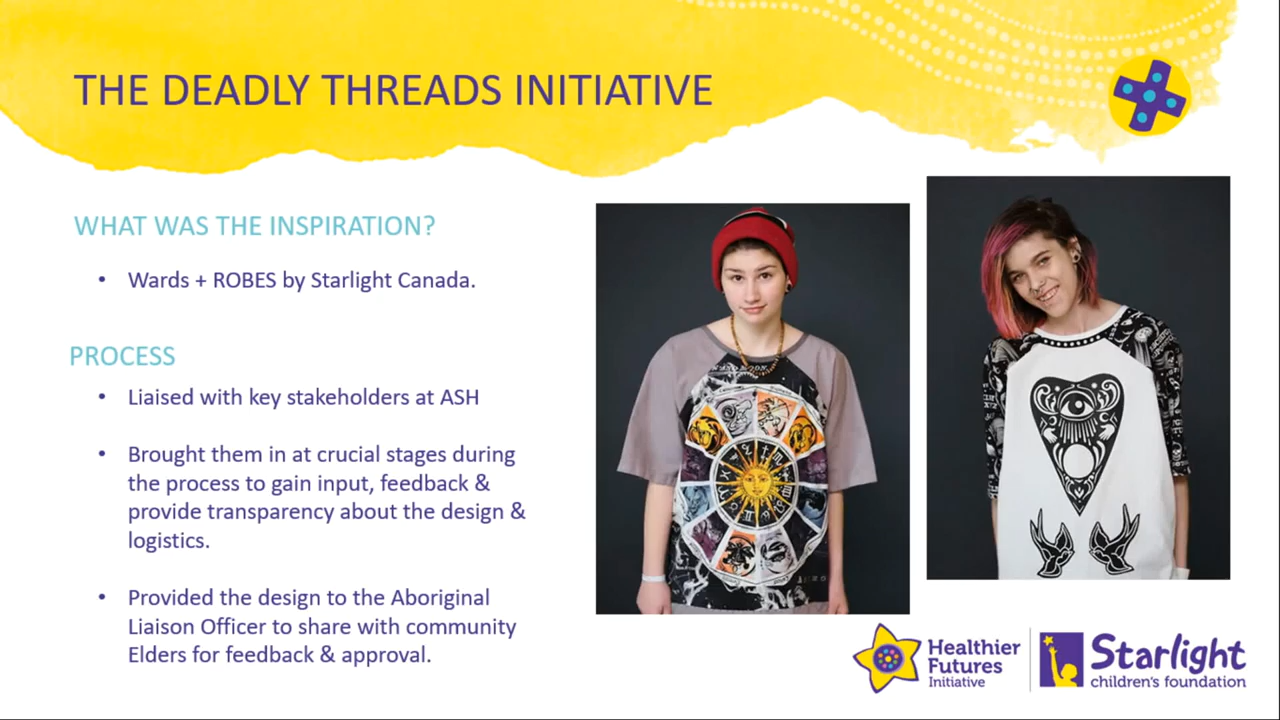 THE DEADLY THREADS INITIATIVE
WHAT WAS THE INSPIRATION?
• Wards + ROBES by Starlight Canada.
PROCESS
• Liaised with key stakeholders at ASH
• Brought them in at crucial stages during
the process to gain input, feedback &
provide transparency about the design &
logistics.
• Provided the design to the Aboriginal
Liaison Officer to share with community
Elders for feedback & approval.
Healthier
Futures
Initiative
Starlight
children's foundation